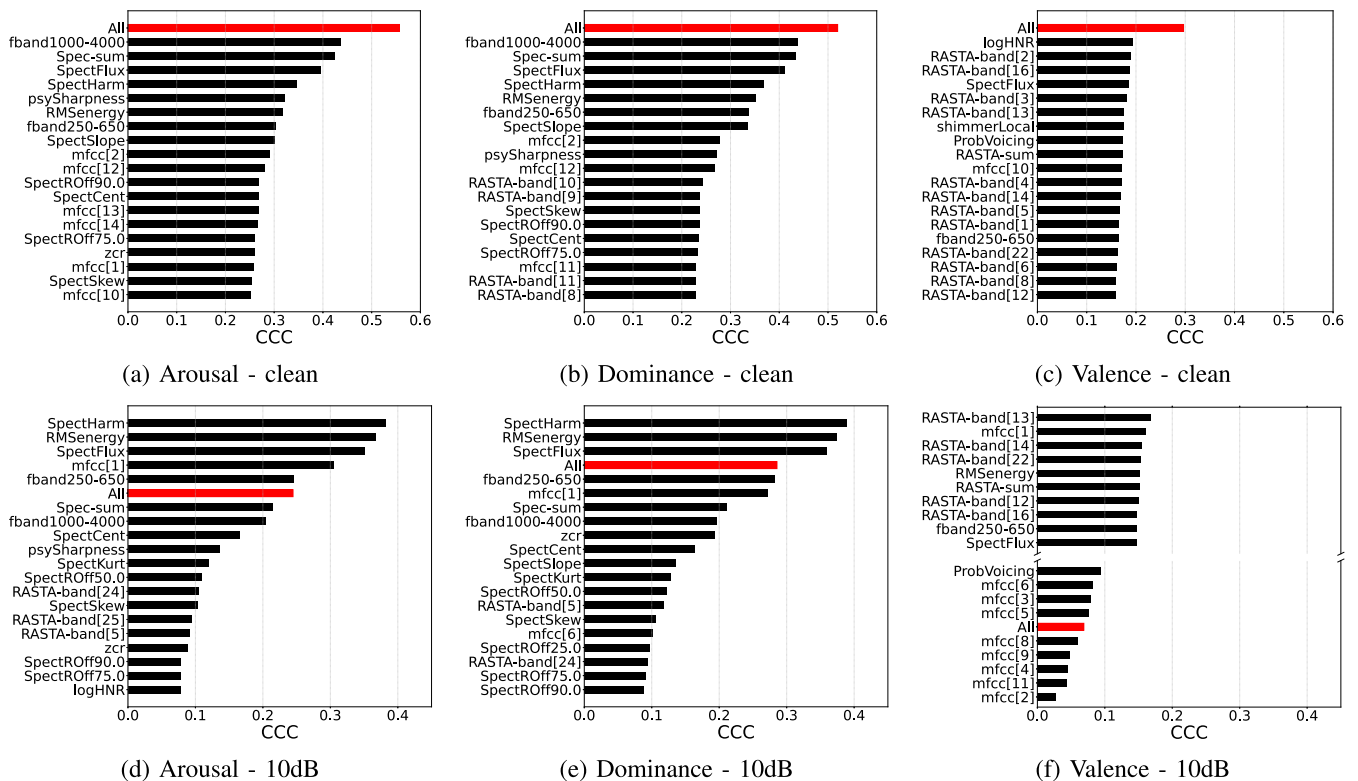 All
fband1000-4000
Spec-sum
SpectFlux
SpectHarm
psySharpness
RMSenergy
fband250-650
SpectSlope
mfcc[2]
mfcc[12]
SpectROff90.0
SpectCent
mfcc[13]
mfcc[14]
SpectROff75.0
zcr
mfcc[1]
SpectSkew
mfcc[10]
0.0 0.1 0.2 0.3 0.4 0.5 0.6
CCC
(a) Arousal - clean
All
fband1000-4000
Spec-sum
SpectFlux
SpectHarm
RMSenergy
fband250-650
SpectSlope
mfcc[2]
psySharpness
mfcc[12]
RASTA-band[10]
RASTA-band[9]
SpectSkew
SpectROff90.0
SpectCent
SpectROff75.0
mfcc[11]
RASTA-band[11]
RASTA-band[8]
0.0 0.1 0.2 0.3 0.4 0.5 0.6
CCC
(b) Dominance - clean
All
logHNR
RASTA-band[2]
RASTA-band[16]
SpectFlux
RASTA-band[3]
RASTA-band[13]
shimmerLocal
ProbVoicing
RASTA-sum
mfcc[10]
RASTA-band[4]
RASTA-band[14]
RASTA-band[5]
RASTA-band[1]
fband250-650
RASTA-band[22]
RASTA-band[6]
RASTA-band[8]
RASTA-band[12]
0.0 0.1 0.2 0.3 0.4 0.5 0.6
CCC
(c) Valence - clean
SpectHarm
RMSenergy
SpectFlux
mfcc[1]
fband250-650
All
Spec-sum
fband1000-4000
SpectCent
psySharpness
SpectKurt
SpectROff50.0
RASTA-band[24]
SpectSkew
RASTA-band[25]
RASTA-band[5]
zcr
SpectROff90.0
SpectROff75.0
logHNR
0.0 0.1 0.2 0.3 0.4
CCC
(d) Arousal - 10dB
SpectHarm
RMSenergy
SpectFlux
All
fband250-650
mfcc[1]
Spec-sum
fband1000-4000
zcr
SpectCent
SpectSlope
SpectKurt
SpectROff50.0
RASTA-band[5]
SpectSkew
mfcc[6]
SpectROff25.0
RASTA-band[24]
SpectROff75.0
SpectROff90.0
0.0 0.1 0.2 0.3 0.4
CCC
(e) Dominance - 10dB
RASTA-band[13]
mfcc[1]
RASTA-band[14]
RASTA-band[22]
RMSenergy
RASTA-sum
RASTA-band[12]
RASTA-band[16]
fband250-650
SpectFlux
ProbVoicing
mfcc[6]
mfcc[3]
mfcc[5]
All
mfcc[8]
mfcc[9]
mfcc[4]
mfcc[11]
mfcc[2]
0.0 0.1 0.2 0.3 0.4
CCC
(f) Valence - 10dB